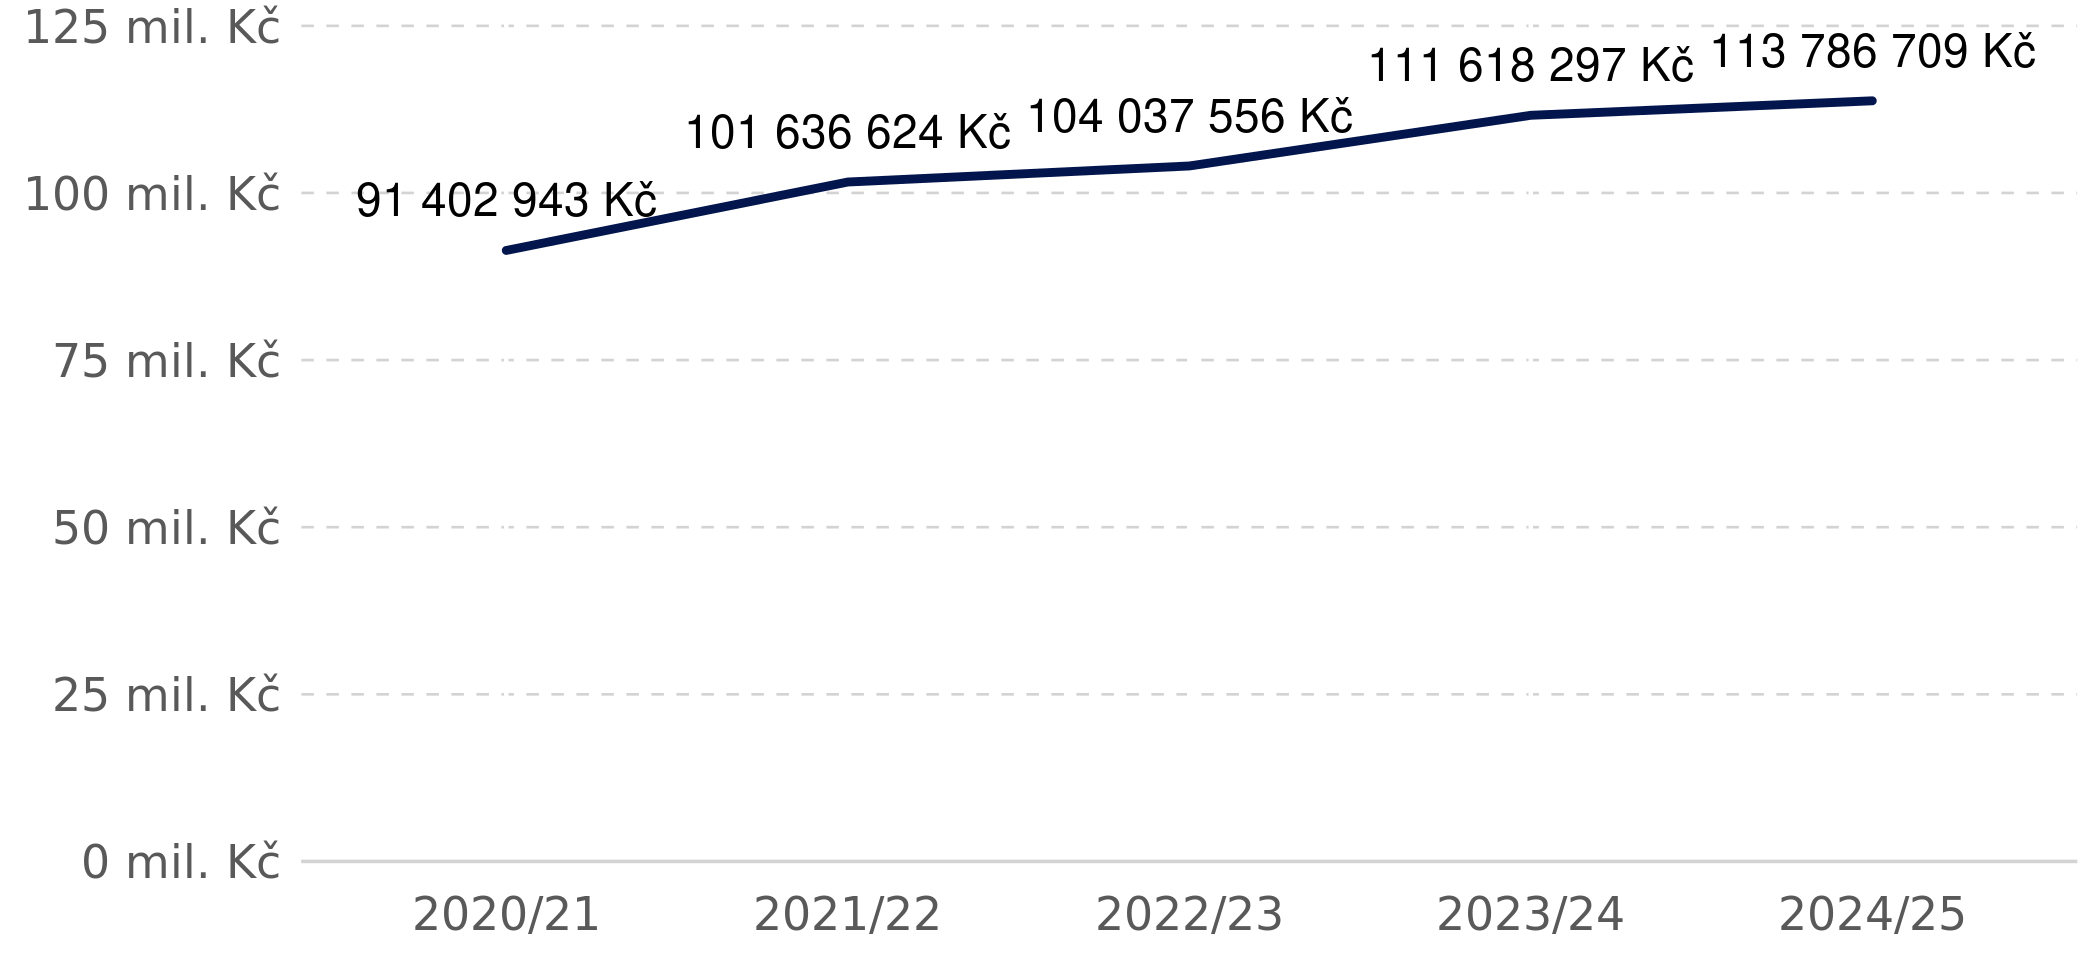 125 mil. Kč
111 618 297 Kč 113 786 709 Kč
101 636 624 Kč 104 037 556 Kč
100 mil. Kč
91 402 943 Kč
75 mil. Kč
50 mil. Kč
25 mil. Kč
0 mil. Kč
2020/21 2021/22 2022/23 2023/24 2024/25